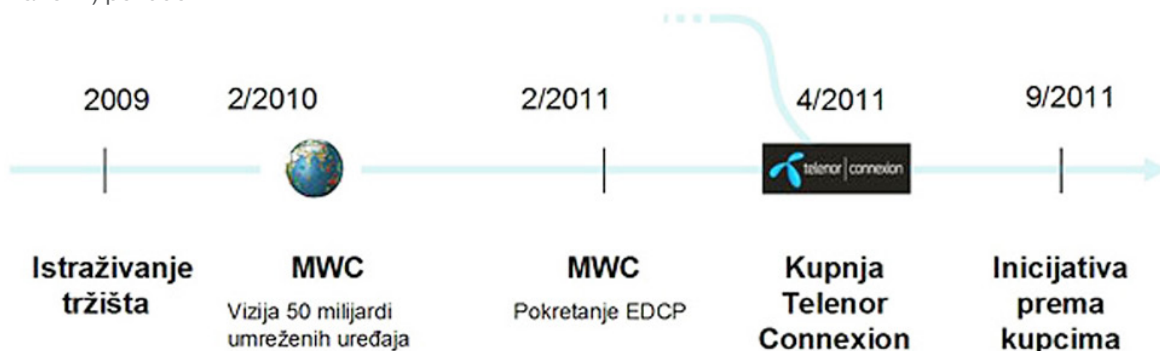 2009
2/2010
2/2011
4/2011
9/2011
telenor connexion
Istraživanje
tržišta
MWC
Vizija 50 milijardi
umreženih uređaja
MWC
Pokretanje EDCP
Kupnja
Telenor
Connexion
Inicijativa
prema
kupcima